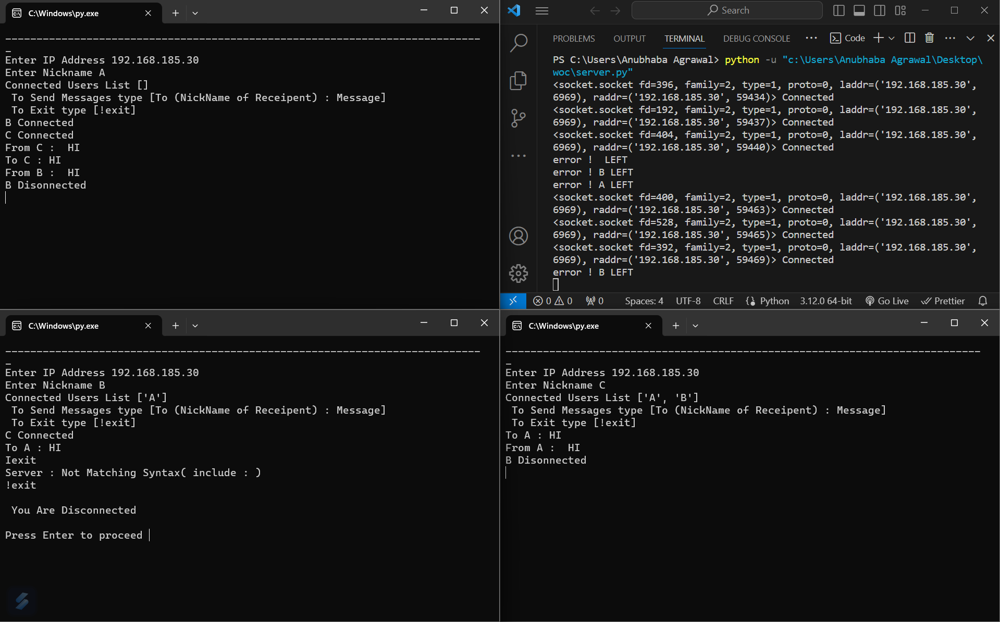 C:\Windows\py.exe
----------------------------------------------------------------------------
-
Enter IP Address 192.168.185.30
Enter Nickname A
Connected Users List []
 To Send Messages type [To (NickName of Receipent) : Message]
 To Exit type [!exit]
B Connected
C Connected
From C :  HI
To C : HI
From B :  HI
B Disonnected
Search
PROBLEMS OUTPUT TERMINAL DEBUG CONSOLE ··· Code
PS C:\Users\Anubhaba Agrawal> python -u "c:\Users\Anubhaba Agrawal\Desktop\
woc\server.py"
<socket.socket fd=396, family=2, type=1, proto=0, laddr=('192.168.185.30',
6969), raddr=('192.168.185.30', 59434)> Connected
<socket.socket fd=192, family=2, type=1, proto=0, laddr=('192.168.185.30',
6969), raddr=('192.168.185.30', 59437)> Connected
<socket.socket fd=404, family=2, type=1, proto=0, laddr=('192.168.185.30',
6969), raddr=('192.168.185.30', 59440)> Connected
error !  LEFT
error ! B LEFT
error ! A LEFT
<socket.socket fd=400, family=2, type=1, proto=0, laddr=('192.168.185.30',
6969), raddr=('192.168.185.30', 59463)> Connected
<socket.socket fd=528, family=2, type=1, proto=0, laddr=('192.168.185.30',
6969), raddr=('192.168.185.30', 59465)> Connected
<socket.socket fd=392, family=2, type=1, proto=0, laddr=('192.168.185.30',
6969), raddr=('192.168.185.30', 59469)> Connected
error ! B LEFT
0 0 0 Spaces: 4 UTF-8 CRLF Python 3.12.0 64-bit Go Live Prettier
C:\Windows\py.exe
----------------------------------------------------------------------------
-
Enter IP Address 192.168.185.30
Enter Nickname B
Connected Users List ['A']
 To Send Messages type [To (NickName of Receipent) : Message]
 To Exit type [!exit]
C Connected
To A : HI
Iexit
Server : Not Matching Syntax( include : )
!exit
 You Are Disconnected
Press Enter to proceed
C:\Windows\py.exe
----------------------------------------------------------------------------
-
Enter IP Address 192.168.185.30
Enter Nickname C
Connected Users List ['A', 'B']
 To Send Messages type [To (NickName of Receipent) : Message]
 To Exit type [!exit]
To A : HI
From A :  HI
B Disonnected